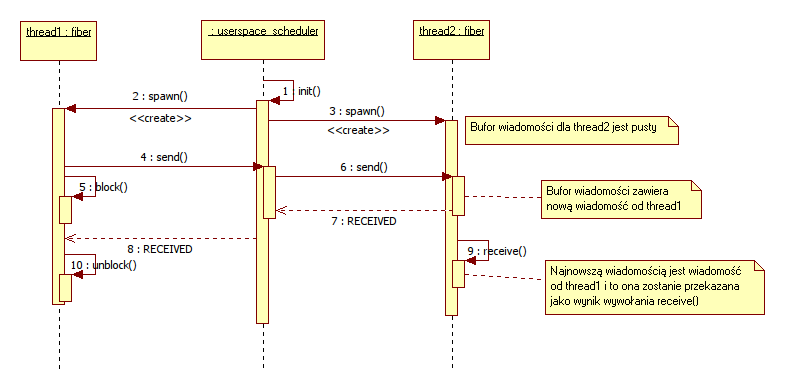 thread1 : fiber
: userspace_scheduler
thread2 : fiber
1 : init()
2 : spawn()
<<create>>
3 : spawn()
<<create>>
Bufor wiadomości dla thread2 jest pusty
4 : send()
6 : send()
5 : block()
Bufor wiadomości zawiera
nową wiadomość od thread1
7 : RECEIVED
8 : RECEIVED
9 : receive()
10 : unblock()
Najnowszą wiadomością jest wiadomość
od thread1 i to ona zostanie przekazana
jako wynik wywołania receive()